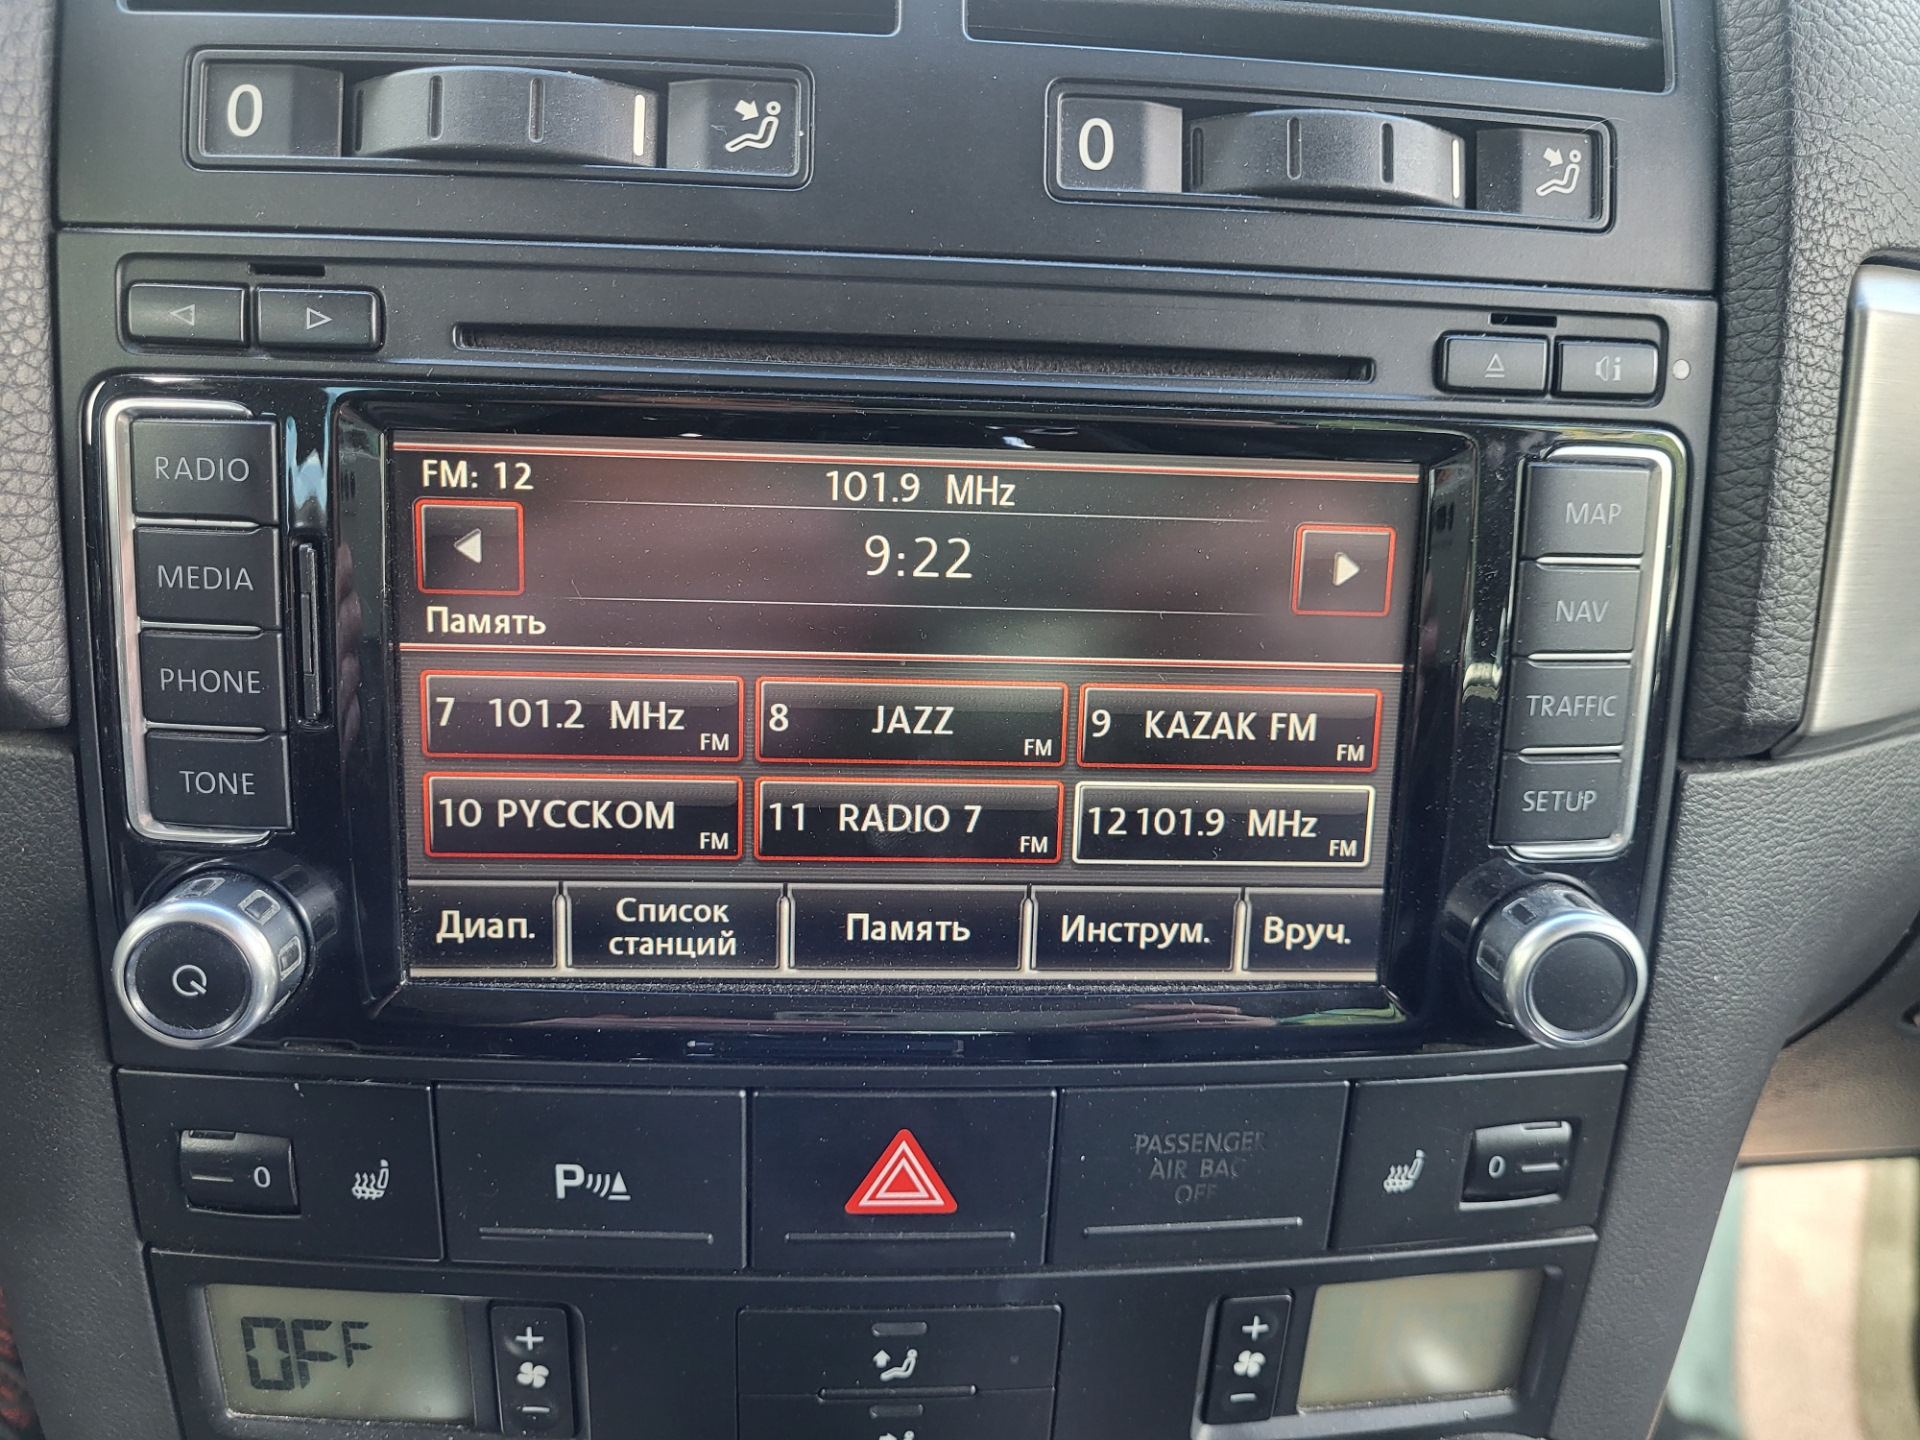 0
0
RADIO
MEDIA
PHONE
TONE
FM: 12
101.9 MHz
9:22
Память
7 101.2 MHz FM
8 JAZZ FM
9 KAZAK FM FM
10 РУССКОМ FM
11 RADIO 7 FM
12 101.9 MHz FM
Диап.
Список
станций
Память
Инструм.
Вруч.
MAP
NAV
TRAFFIC
SETUP
0
P
PASSENGER
AIR BAG
OFF
0
OFF